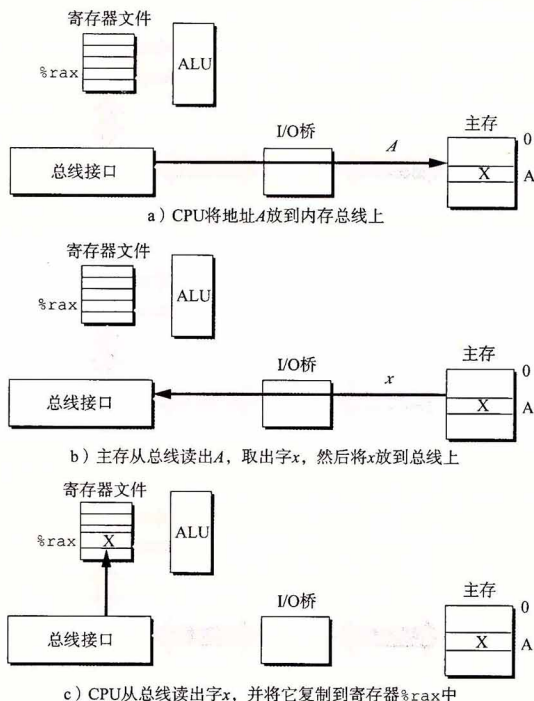 寄存器文件
%rax
ALU
I/O桥
A
主存
0
总线接口
X
A
a）CPU将地址A放到内存总线上
寄存器文件
%rax
ALU
I/O桥
x
主存
0
总线接口
X
A
b）主存从总线读出A，取出字x，然后将x放到总线上
寄存器文件
%rax
X
ALU
I/O桥
主存
0
总线接口
X
A
c）CPU从总线读出字x，并将它复制到寄存器%rax中